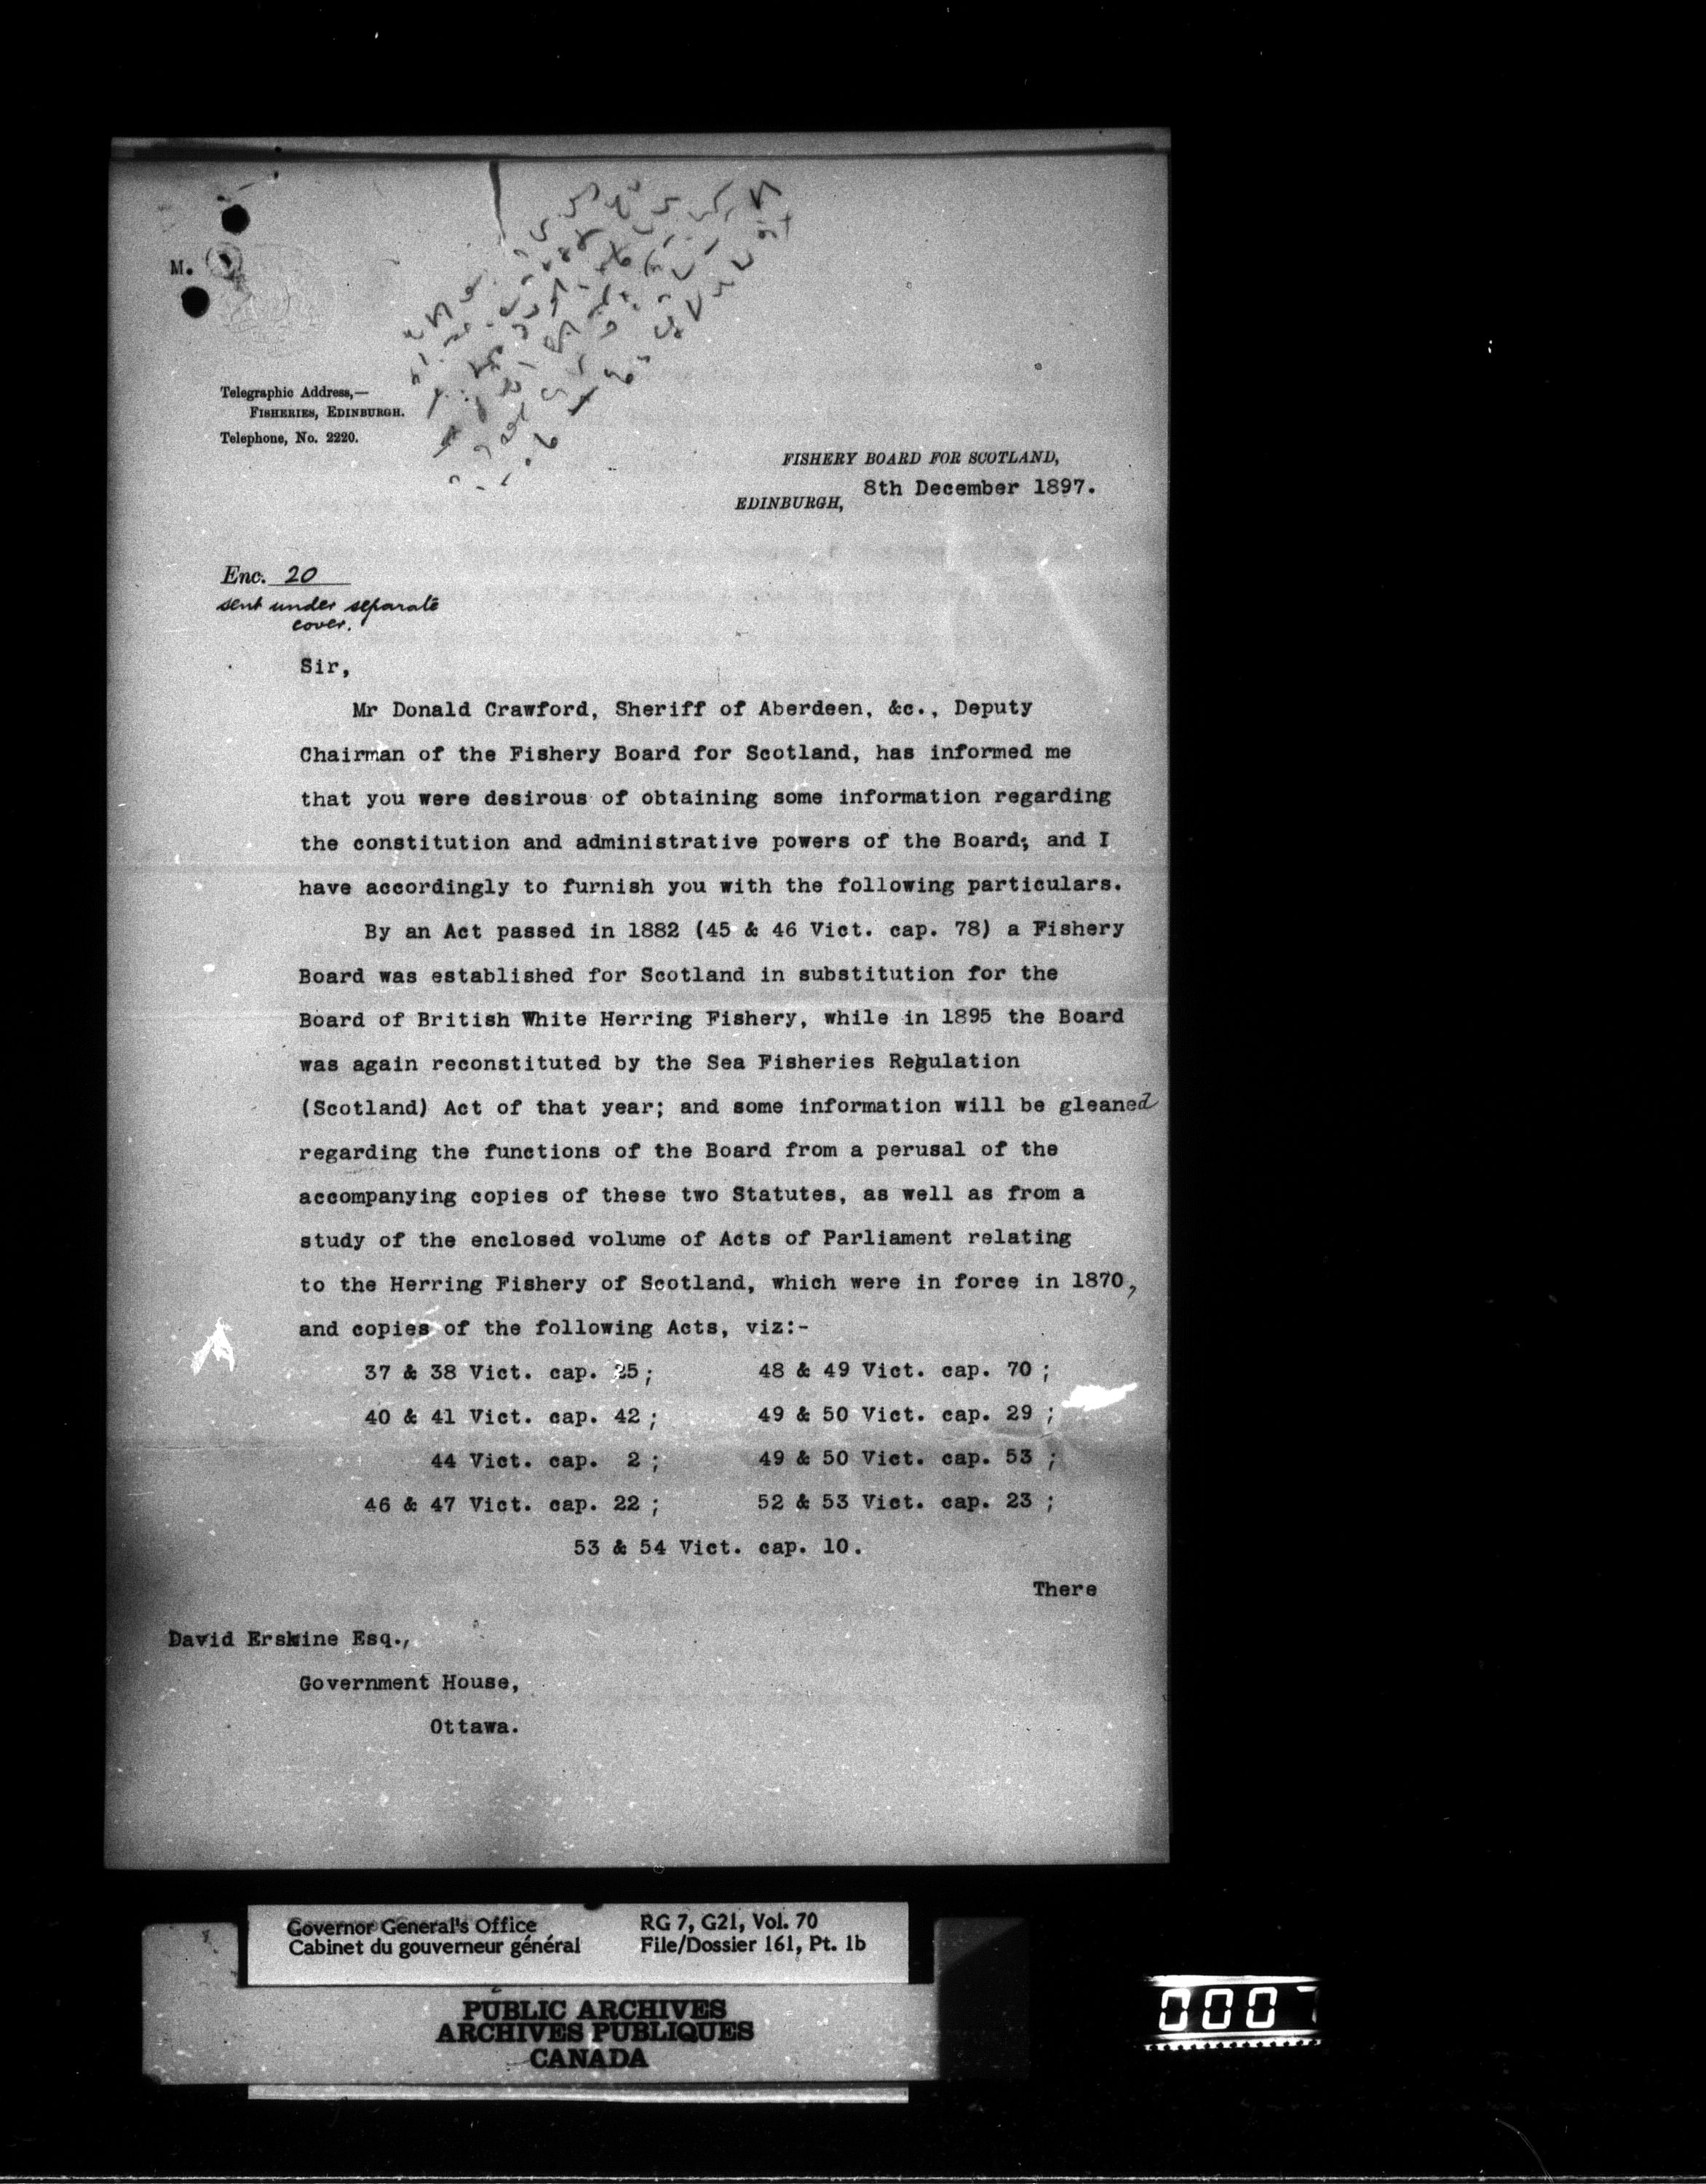 M.
Telegraphic Address,—
FISHERIES, EDINBURGH.
Telephone, No. 2220.
FISHERY BOARD FOR SCOTLAND,
8th December 1897.
EDINBURGH,
Enc. 20
sent under separate
cover.
Sir,
Mr Donald Crawford, Sheriff of Aberdeen, &c., Deputy
Chairman of the Fishery Board for Scotland, has informed me
that you were desirous of obtaining some information regarding
the constitution and administrative powers of the Board; and I
have accordingly to furnish you with the following particulars.
By an Act passed in 1882 (45 & 46 Vict. cap. 78) a Fishery
Board was established for Scotland in substitution for the
Board of British White Herring Fishery, while in 1895 the Board
was again reconstituted by the Sea Fisheries Regulation
(Scotland) Act of that year; and some information will be gleaned
regarding the functions of the Board from a perusal of the
accompanying copies of these two Statutes, as well as from a
study of the enclosed volume of Acts of Parliament relating
to the Herring Fishery of Scotland, which were in force in 1870,
and copies of the following Acts, viz:-
37 & 38 Vict. cap. 25; 48 & 49 Vict. cap. 70;
40 & 41 Vict. cap. 42; 49 & 50 Vict. cap. 29;
44 Vict. cap. 2; 49 & 50 Vict. cap. 53;
46 & 47 Vict. cap. 22; 52 & 53 Vict. cap. 23;
53 & 54 Vict. cap. 10.
There
David Erskine Esq.,
Government House,
Ottawa.
Governor General's Office RG 7, G21, Vol. 70
Cabinet du gouverneur général File/Dossier 161, Pt. 1b
PUBLIC ARCHIVES
ARCHIVES PUBLIQUES
CANADA
000